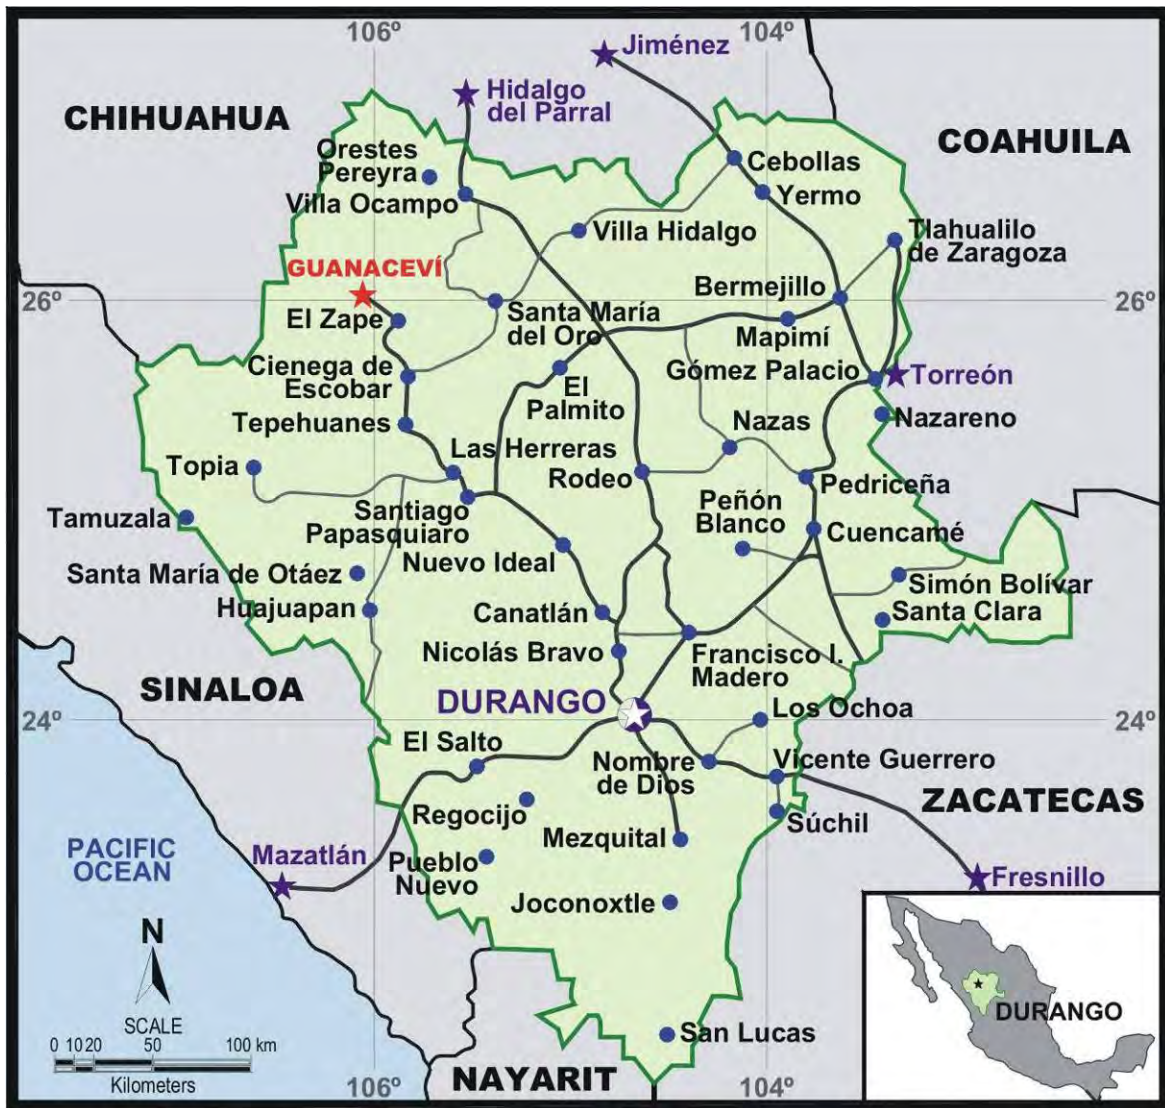 106º
104º
Jiménez
Hidalgo
del Parral
CHIHUAHUA
COAHUILA
Orestes
Pereyra
Cebollas
Yermo
Villa Ocampo
Villa Hidalgo
Tlahualilo
de Zaragoza
GUANACEVÍ
Bermejillo
26º
26º
El Zape
Santa María
del Oro
Mapimí
Cienega de
Escobar
Gómez Palacio
Torreón
El
Palmito
Tepehuanes
Nazas
Nazareno
Las Herreras
Topia
Rodeo
Pedriceña
Santiago
Papasquiaro
Peñón
Blanco
Tamuzala
Cuencamé
Nuevo Ideal
Santa María de Otáez
Simón Bolívar
Huajuapan
Canatlán
Santa Clara
Nicolás Bravo
Francisco I.
Madero
SINALOA
DURANGO
Los Ochoa
24º
24º
El Salto
Nombre
de Dios
Vicente Guerrero
ZACATECAS
Regocijo
Súchil
Mezquital
PACIFIC
OCEAN
Mazatlán
Pueblo
Nuevo
Fresnillo
Joconoxtle
N
DURANGO
SCALE
San Lucas
0 10 20 50 100 km
Kilometers
NAYARIT
106º
104º